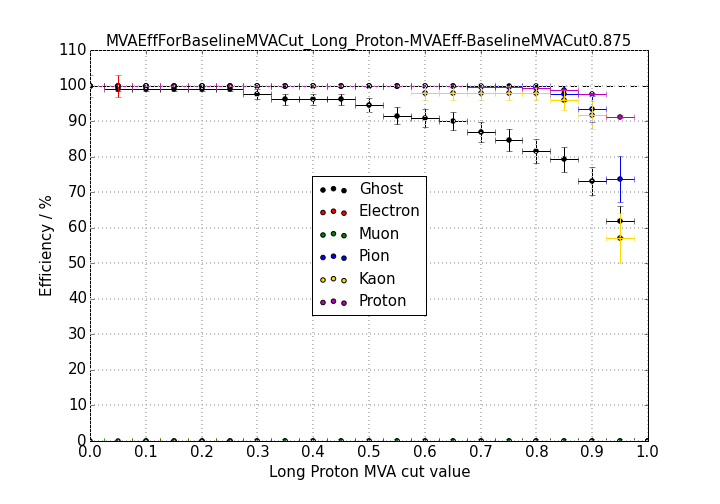 MVAEffForBaselineMVACut_Long_Proton-MVAEff-BaselineMVACut0.875
110
100
90
80
70
60
50
40
30
20
10
0
Efficiency / %
Ghost
Electron
Muon
Pion
Kaon
Proton
0.0 0.1 0.2 0.3 0.4 0.5 0.6 0.7 0.8 0.9 1.0
Long Proton MVA cut value